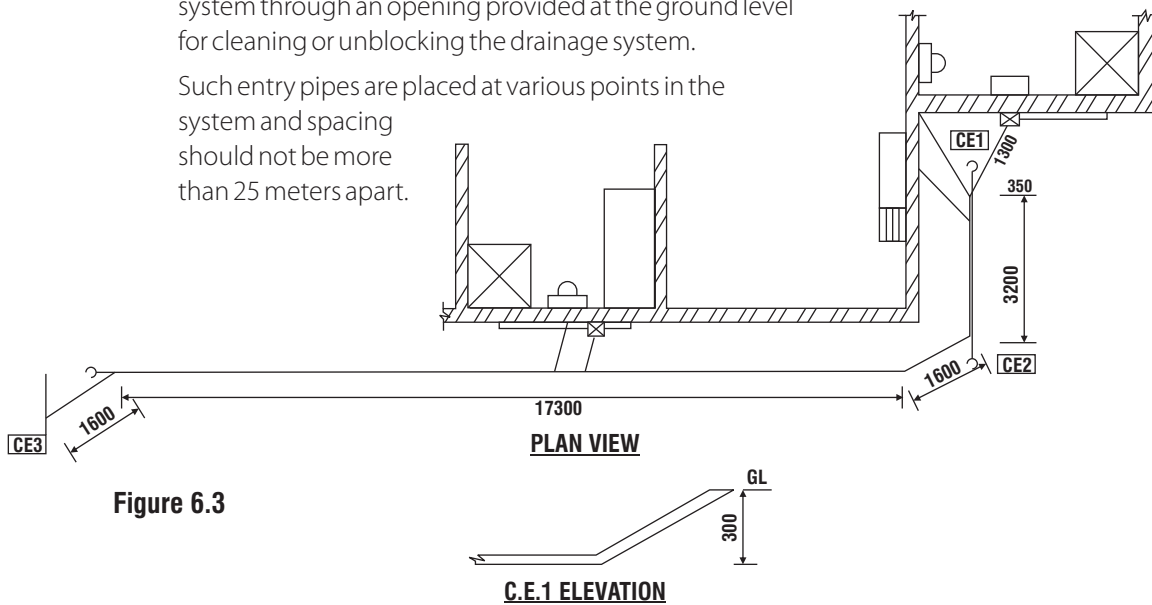 system through an opening provided at the ground level
for cleaning or unblocking the drainage system.
Such entry pipes are placed at various points in the
system and spacing
should not be more
than 25 meters apart.
CE1
1300
350
3200
CE2
1600
17300
1600
CE3
PLAN VIEW
Figure 6.3
GL
300
C.E.1 ELEVATION